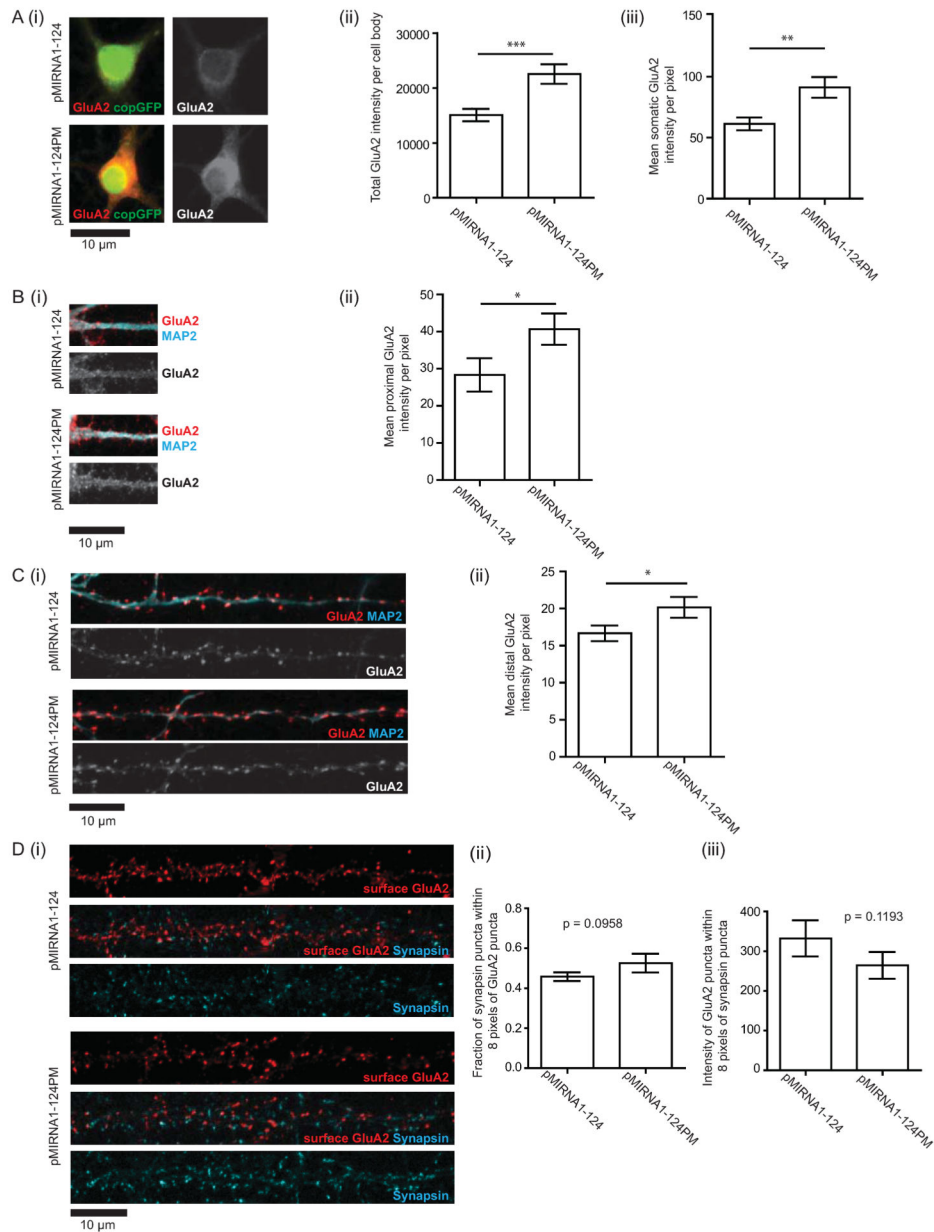 A (i)
pMIRNA1-124
GluA2 copGFP
GluA2
pMIRNA1-124PM
GluA2 copGFP
GluA2
10 µm
(ii)
Total GluA2 intensity per cell body
30000
20000
10000
0
***
pMIRNA1-124
pMIRNA1-124PM
(iii)
Mean somatic GluA2
intensity per pixel
150
100
50
0
**
pMIRNA1-124
pMIRNA1-124PM
B (i)
pMIRNA1-124
GluA2
MAP2
GluA2
pMIRNA1-124PM
GluA2
MAP2
GluA2
10 µm
(ii)
Mean proximal GluA2
intensity per pixel
50
40
30
20
10
0
*
pMIRNA1-124
pMIRNA1-124PM
C (i)
pMIRNA1-124
GluA2 MAP2
GluA2
pMIRNA1-124PM
GluA2 MAP2
GluA2
10 µm
(ii)
Mean distal GluA2
intensity per pixel
25
20
15
10
5
0
*
pMIRNA1-124
pMIRNA1-124PM
D (i)
pMIRNA1-124
surface GluA2
surface GluA2 Synapsin
Synapsin
pMIRNA1-124PM
surface GluA2
surface GluA2 Synapsin
Synapsin
10 µm
(ii)
Fraction of synapsin puncta within
8 pixels of GluA2 puncta
0.8
0.6
0.4
0.2
0.0
p = 0.0958
pMIRNA1-124
pMIRNA1-124PM
(iii)
Intensity of GluA2 puncta within
8 pixels of synapsin puncta
400
300
200
100
0
p = 0.1193
pMIRNA1-124
pMIRNA1-124PM